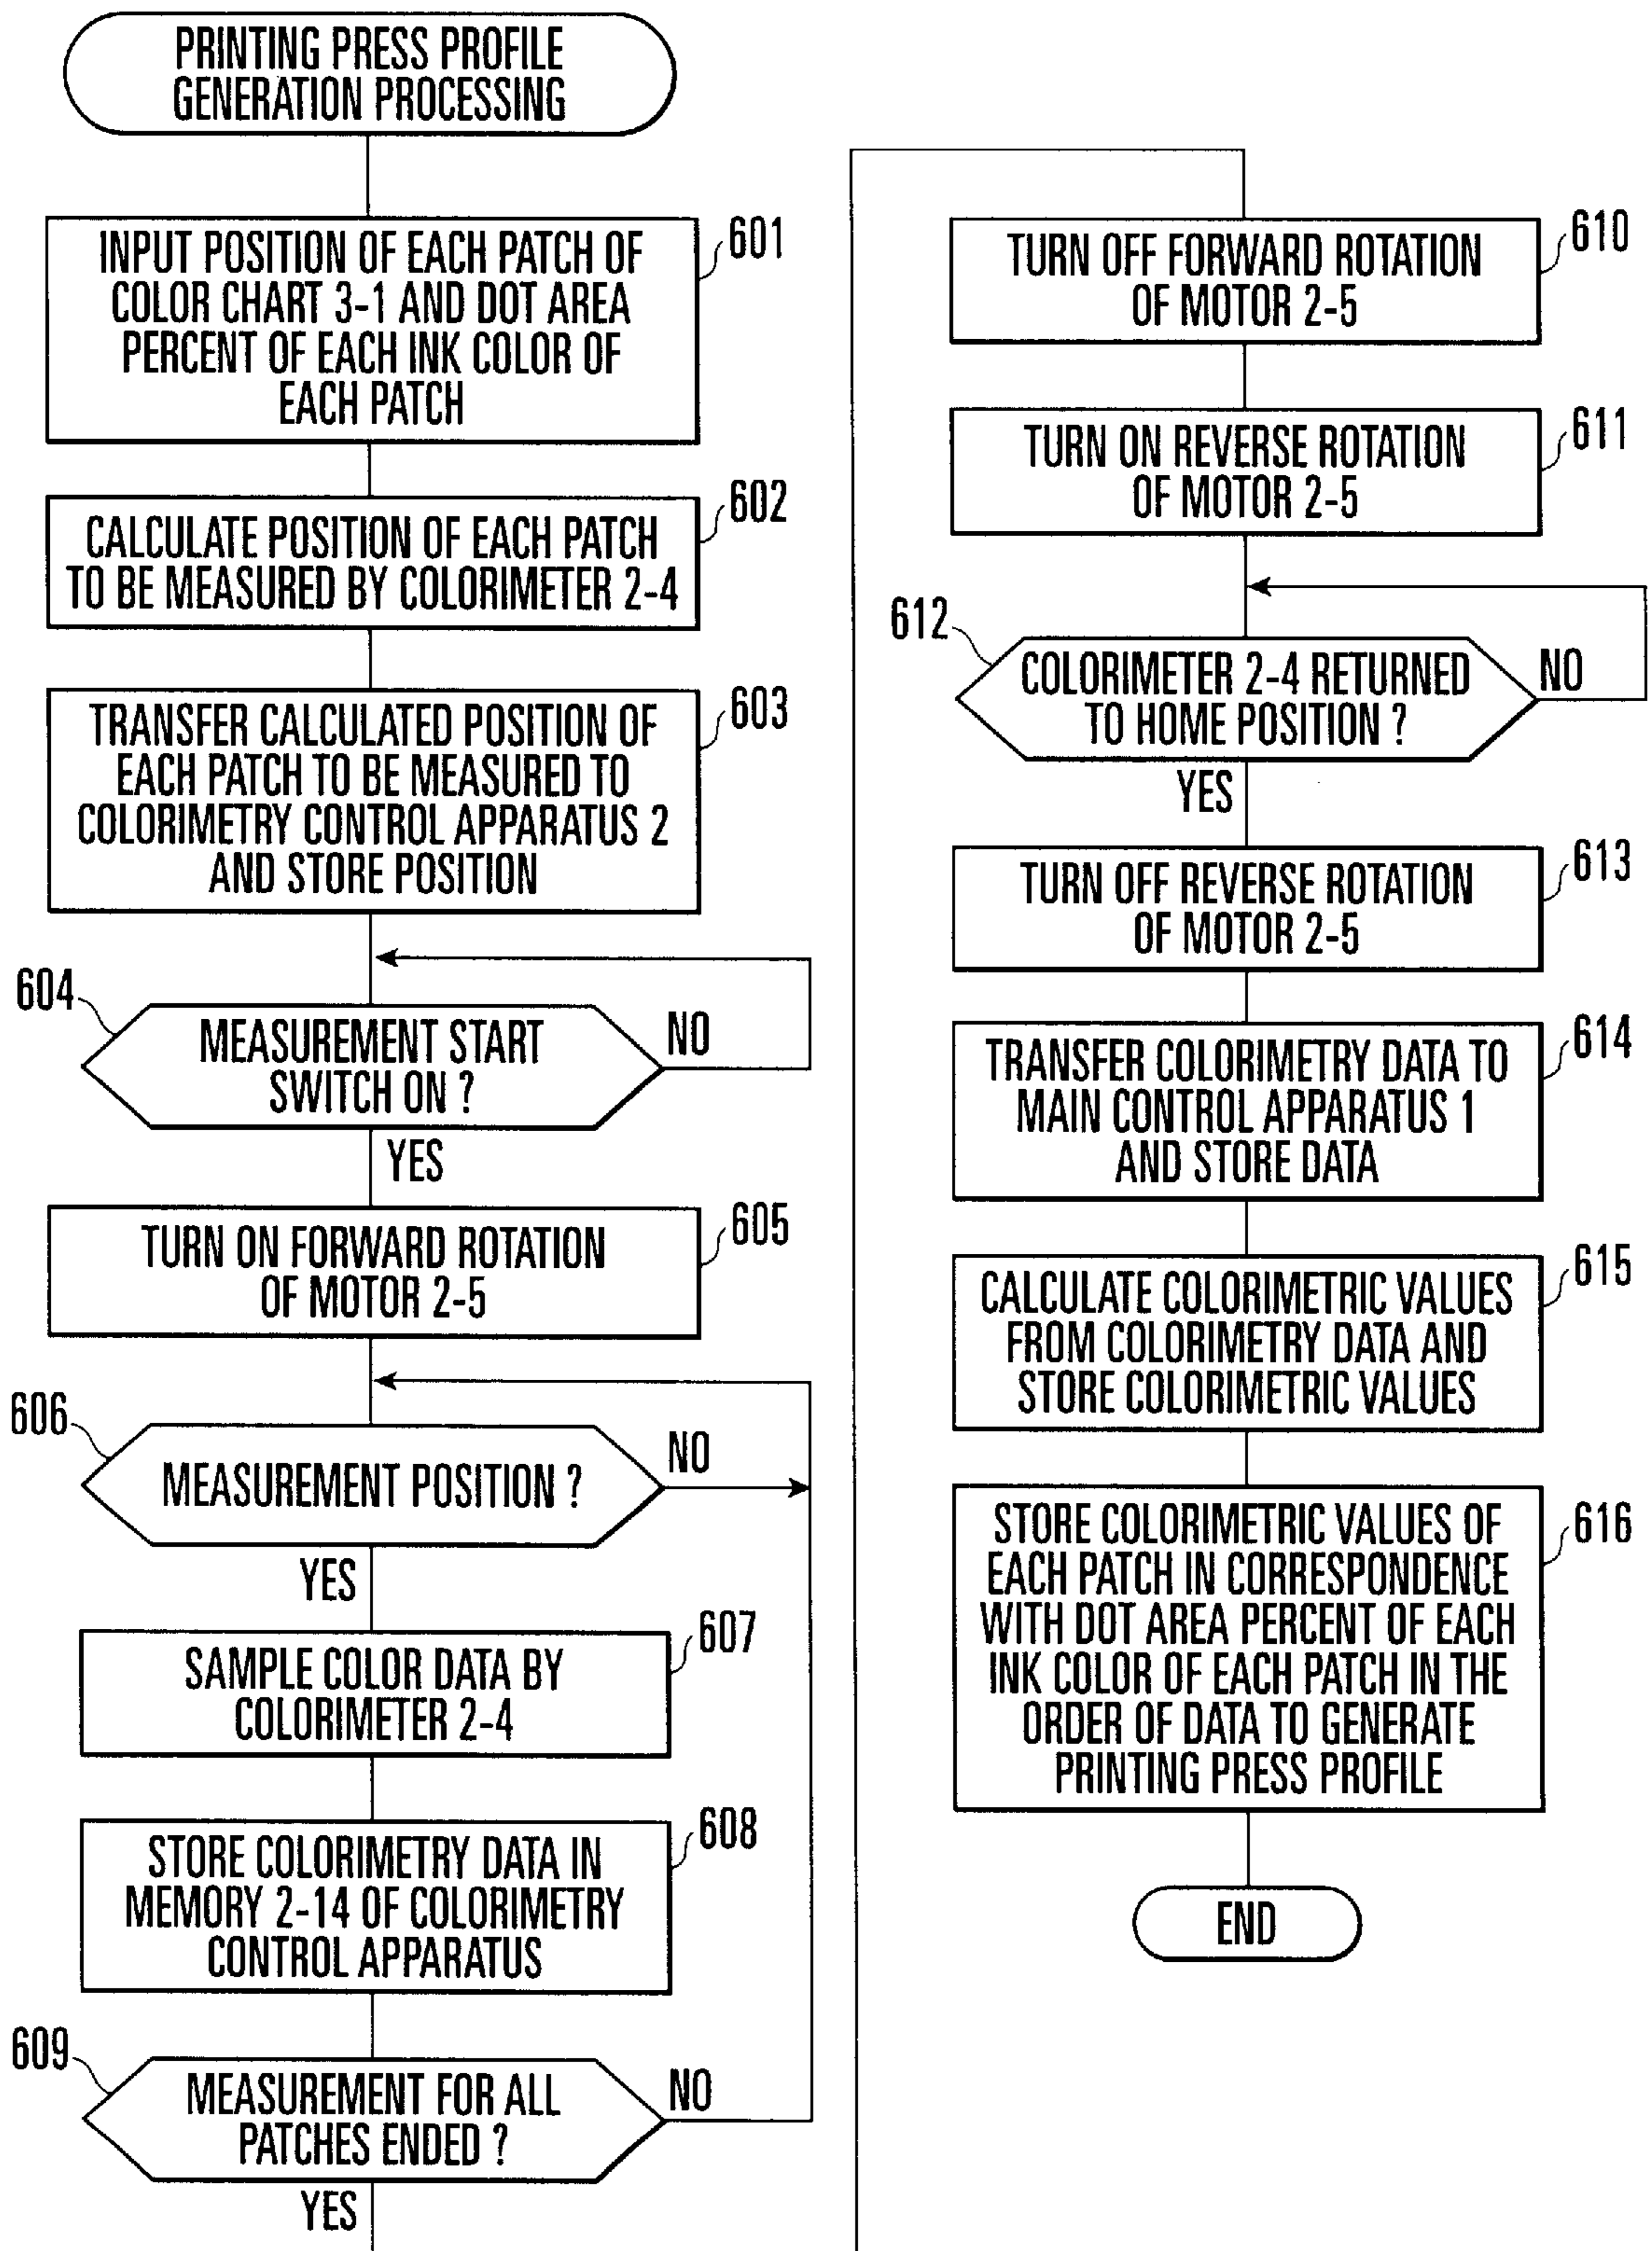 PRINTING PRESS PROFILE
GENERATION PROCESSING
601
INPUT POSITION OF EACH PATCH OF
COLOR CHART 3-1 AND DOT AREA
PERCENT OF EACH INK COLOR OF
EACH PATCH
602
CALCULATE POSITION OF EACH PATCH
TO BE MEASURED BY COLORIMETER 2-4
603
TRANSFER CALCULATED POSITION OF
EACH PATCH TO BE MEASURED TO
COLORIMETRY CONTROL APPARATUS 2
AND STORE POSITION
604
MEASUREMENT START
SWITCH ON ?
NO
YES
605
TURN ON FORWARD ROTATION
OF MOTOR 2-5
606
MEASUREMENT POSITION ?
NO
YES
607
SAMPLE COLOR DATA BY
COLORIMETER 2-4
608
STORE COLORIMETRY DATA IN
MEMORY 2-14 OF COLORIMETRY
CONTROL APPARATUS
609
MEASUREMENT FOR ALL
PATCHES ENDED ?
NO
YES
610
TURN OFF FORWARD ROTATION
OF MOTOR 2-5
611
TURN ON REVERSE ROTATION
OF MOTOR 2-5
612
COLORIMETER 2-4 RETURNED
TO HOME POSITION ?
NO
YES
613
TURN OFF REVERSE ROTATION
OF MOTOR 2-5
614
TRANSFER COLORIMETRY DATA TO
MAIN CONTROL APPARATUS 1
AND STORE DATA
615
CALCULATE COLORIMETRIC VALUES
FROM COLORIMETRY DATA AND
STORE COLORIMETRIC VALUES
616
STORE COLORIMETRIC VALUES OF
EACH PATCH IN CORRESPONDENCE
WITH DOT AREA PERCENT OF EACH
INK COLOR OF EACH PATCH IN THE
ORDER OF DATA TO GENERATE
PRINTING PRESS PROFILE
END